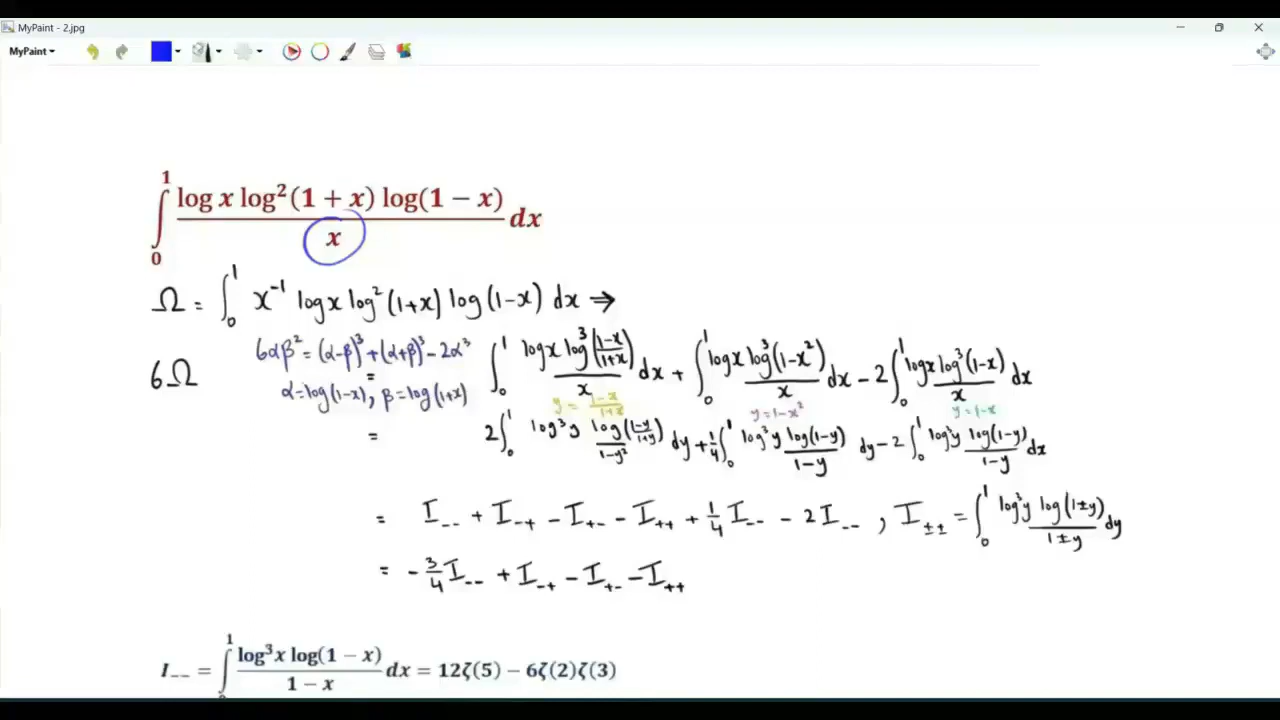 MyPaint - 2.jpg
MyPaint
∫₀¹ log x log²(1 + x) log(1 − x) / x dx
Ω = ∫₀¹ x⁻¹ log x log²(1+x) log(1-x) dx →
6Ω 6αβ² = (α-β)³ + (α+β)³ - 2α³ = ∫₀¹ log x log³((1-x)/(1+x)) / x dx + ∫₀¹ log x log³(1-x²) / x dx - 2∫₀¹ log x log³(1-x) / x dx
α = log(1-x), β = log(1+x) y = (1-x)/(1+x) y = 1-x² y = 1-x
= 2∫₀¹ log³y log((1-y)/(1+y)) / (1-y²) dy + ¼∫₀¹ log³y log(1-y) / (1-y) dy - 2∫₀¹ log³y log(1-y) / (1-y) dx
= I₋₋ + I₋₊ - I₊₋ - I₊₊ + ¼ I₋₋ - 2I₋₋ , I±± = ∫₀¹ log³y log(1±y) / (1±y) dy
= -¾ I₋₋ + I₋₊ - I₊₋ - I₊₊
I₋₋ = ∫₀¹ log³x log(1 − x) / (1 − x) dx = 12ζ(5) − 6ζ(2)ζ(3)